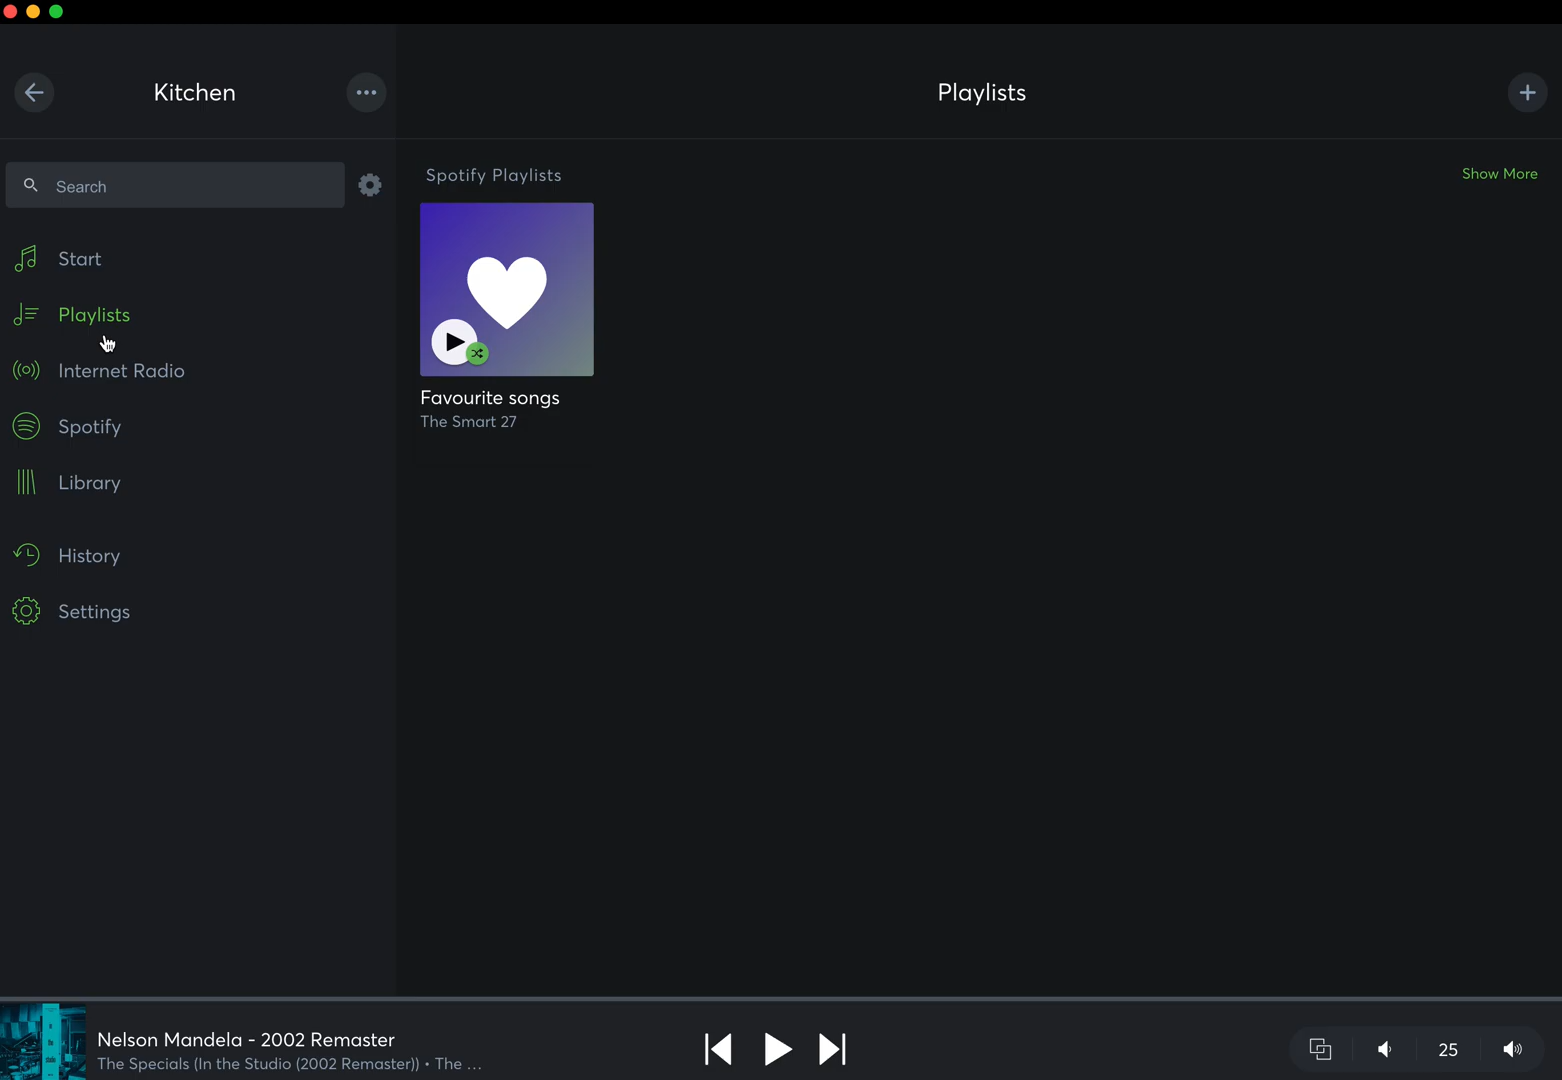 Kitchen
Playlists
Search
Start
Playlists
Internet Radio
Spotify
Library
History
Settings
Spotify Playlists
Show More
Favourite songs
The Smart 27
Nelson Mandela - 2002 Remaster
The Specials (In the Studio (2002 Remaster)) • The ...
25